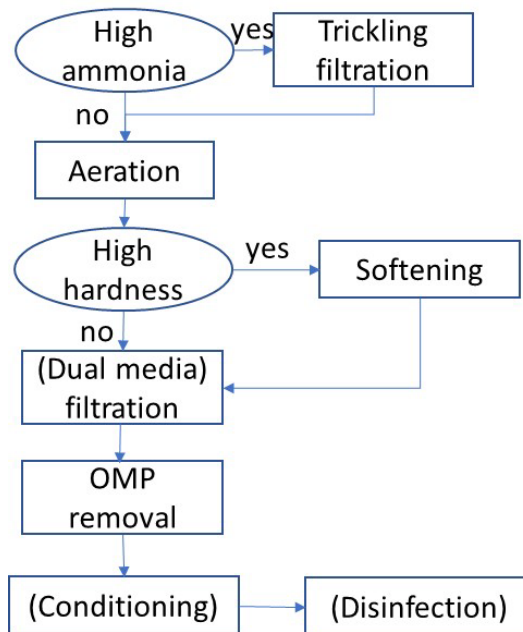 High
ammonia
yes
Trickling
filtration
no
Aeration
High
hardness
yes
Softening
no
(Dual media)
filtration
OMP
removal
(Conditioning)
(Disinfection)